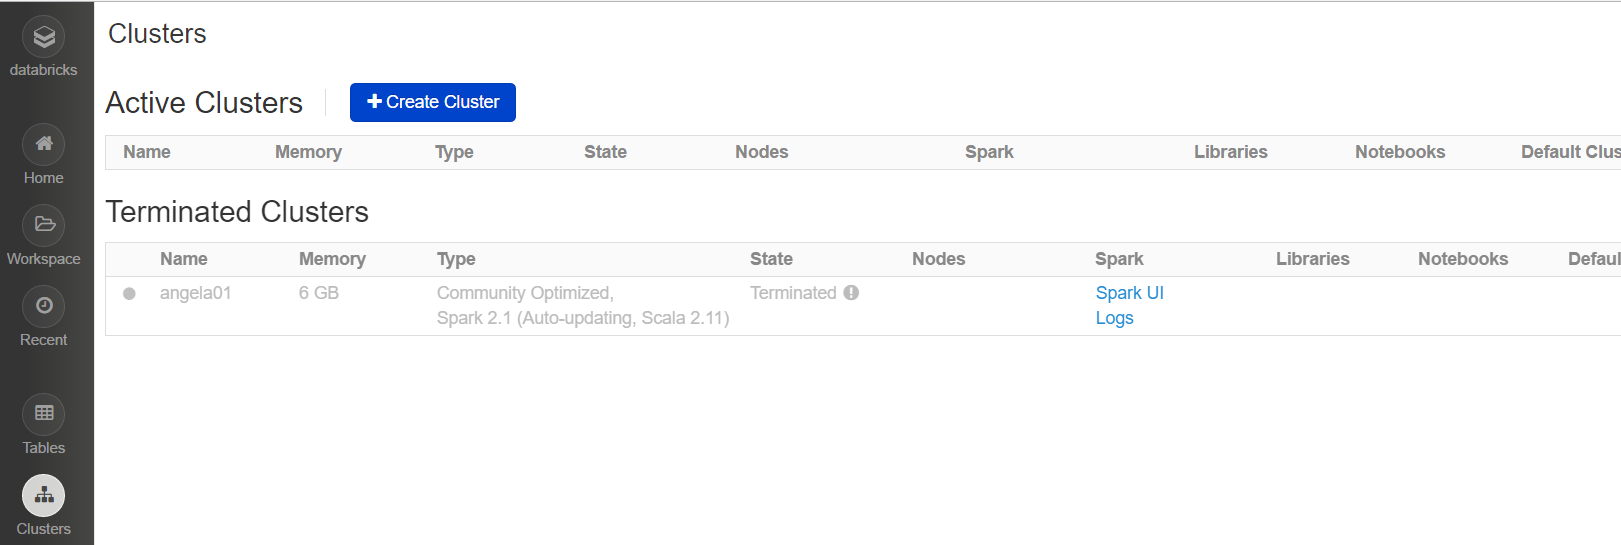 databricks
Home
Workspace
Recent
Tables
Clusters
Clusters
Active Clusters
Create Cluster
Name Memory Type State Nodes Spark Libraries Notebooks Default Clus
Terminated Clusters
Name Memory Type State Nodes Spark Libraries Notebooks Defaul
angela01 6 GB Community Optimized, Terminated Spark UI
Spark 2.1 (Auto-updating, Scala 2.11) Logs